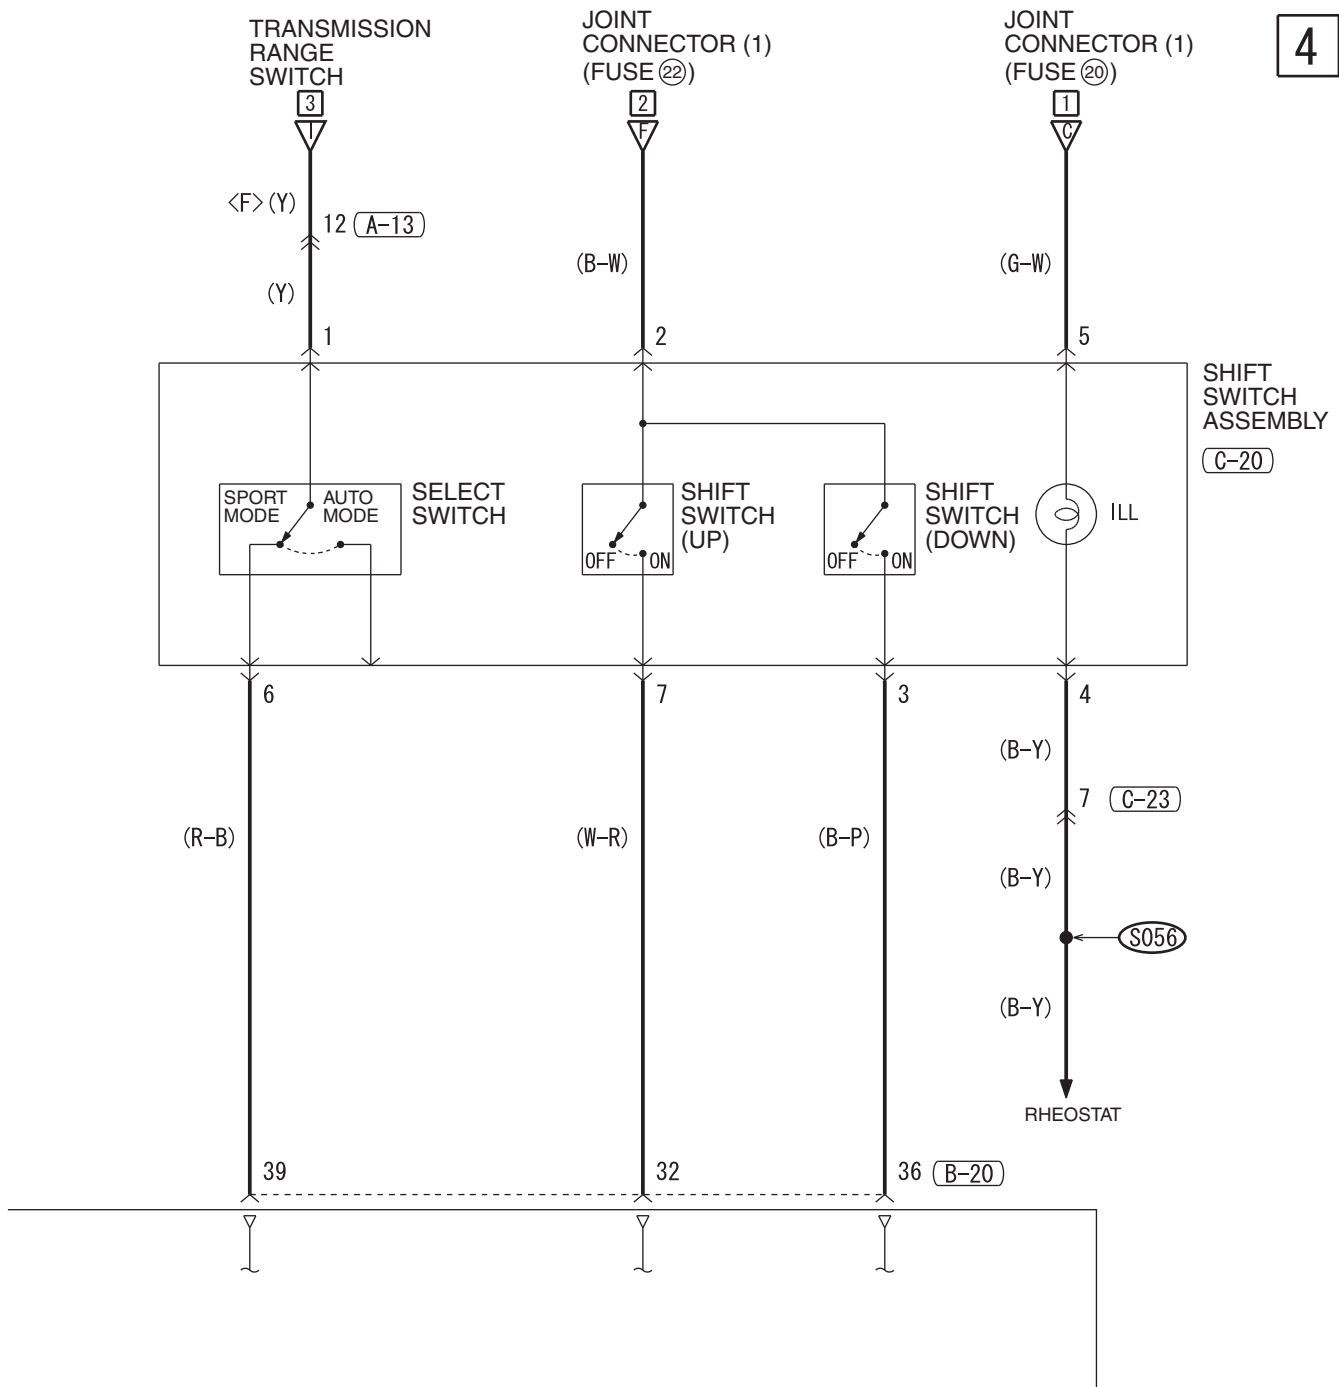 TRANSMISSION
RANGE
SWITCH
JOINT
CONNECTOR (1)
(FUSE 22)
JOINT
CONNECTOR (1)
(FUSE 20)
4
3
I
2
F
1
C
<F> (Y)
12 A-13
(Y)
(B-W)
(G-W)
1
2
5
SHIFT
SWITCH
ASSEMBLY
C-20
SPORT
MODE
AUTO
MODE
SELECT
SWITCH
OFF ON
SHIFT
SWITCH
(UP)
OFF ON
SHIFT
SWITCH
(DOWN)
ILL
6
7
3
4
(B-Y)
7 C-23
(R-B)
(W-R)
(B-P)
(B-Y)
S056
(B-Y)
RHEOSTAT
39
32
36 B-20